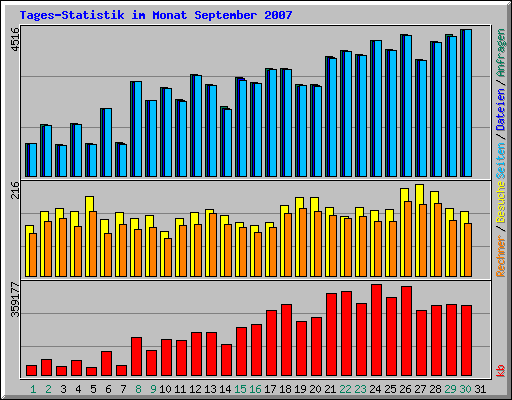 Tages-Statistik im Monat September 2007
4516
216
359177
Rechner / Besuche Seiten / Dateien / Anfragen
kb
1 2 3 4 5 6 7 8 9 10 11 12 13 14 15 16 17 18 19 20 21 22 23 24 25 26 27 28 29 30 31